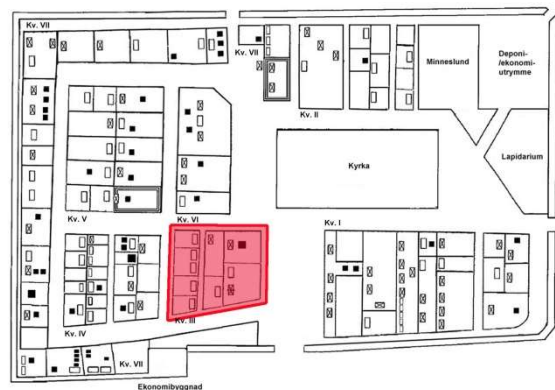 Kv. VII
Kv. VII
Kv. II
Minneslund
Deponi-
/ekonomi-
utrymme
Lapidarium
Kyrka
Kv. V
Kv. VI
Kv. I
Kv. IV
Kv. III
Kv. VII
Ekonomibyggnad